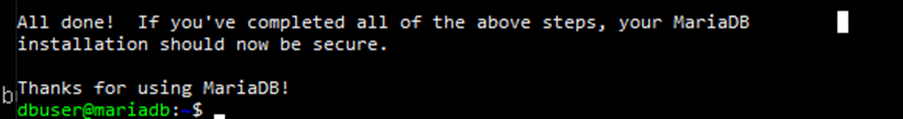 All done!  If you've completed all of the above steps, your MariaDB
installation should now be secure.
Thanks for using MariaDB!
b
dbuser@mariadb:~$